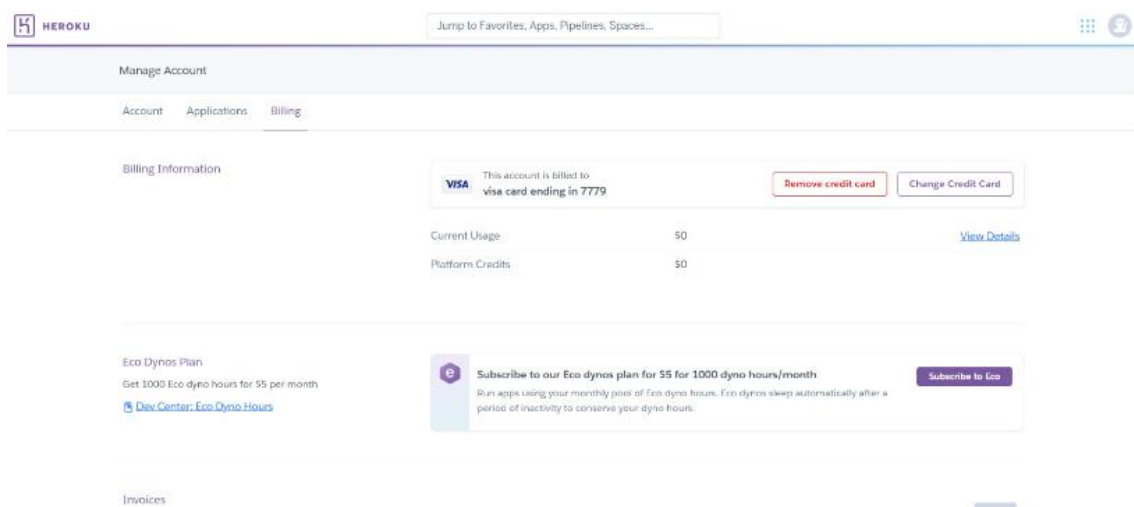 HEROKU
Jump to Favorites, Apps, Pipelines, Spaces...
Manage Account
Account Applications Billing
Billing Information
VISA
This account is billed to
visa card ending in 7779
Remove credit card
Change Credit Card
Current Usage $0 View Details
Platform Credits $0
Eco Dynos Plan
Get 1000 Eco dyno hours for $5 per month
Dev Center: Eco Dyno Hours
e
Subscribe to our Eco dynos plan for $5 for 1000 dyno hours/month
Run apps using your monthly pool of Eco dyno hours. Eco dynos sleep automatically after a
period of inactivity to conserve your dyno hours.
Subscribe to Eco
Invoices